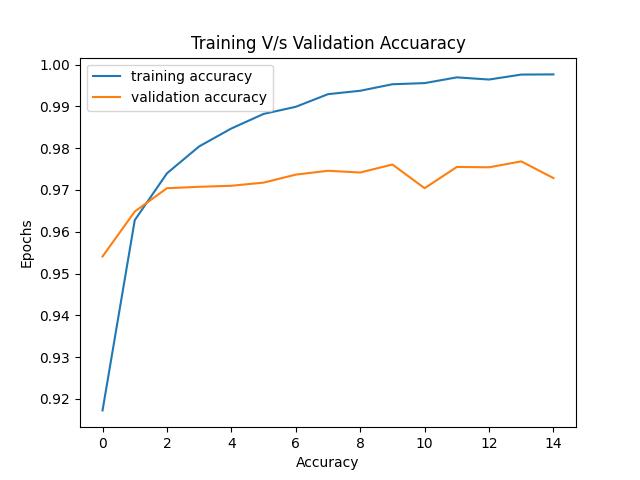 Training V/s Validation Accuaracy
training accuracy
validation accuracy
1.00
0.99
0.98
0.97
0.96
0.95
0.94
0.93
0.92
Epochs
0 2 4 6 8 10 12 14
Accuracy